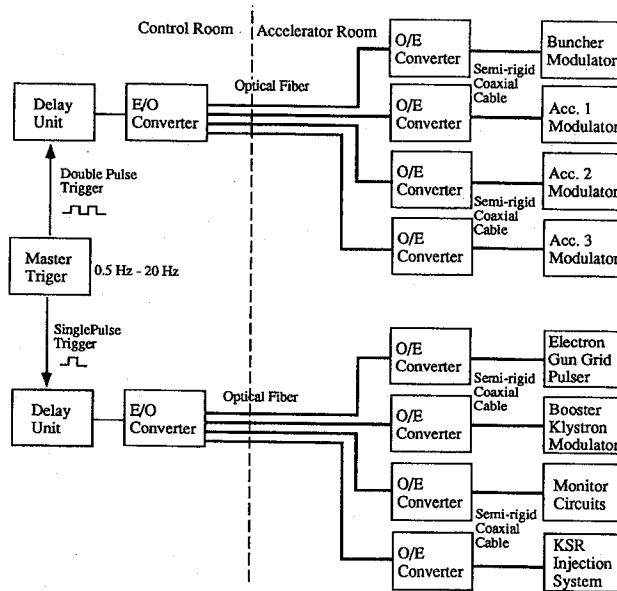 Control Room
Accelerator Room
Delay
Unit
E/O
Converter
Optical Fiber
O/E
Converter
Semi-rigid
Coaxial
Cable
Buncher
Modulator
O/E
Converter
Acc. 1
Modulator
O/E
Converter
Semi-rigid
Coaxial
Cable
Acc. 2
Modulator
O/E
Converter
Acc. 3
Modulator
Double Pulse
Trigger
Master
Triger
0.5 Hz - 20 Hz
SinglePulse
Trigger
Delay
Unit
E/O
Converter
Optical Fiber
O/E
Converter
Semi-rigid
Coaxial
Cable
Electron
Gun Grid
Pulser
O/E
Converter
Booster
Klystron
Modulator
O/E
Converter
Semi-rigid
Coaxial
Cable
Monitor
Circuits
O/E
Converter
KSR
Injection
System